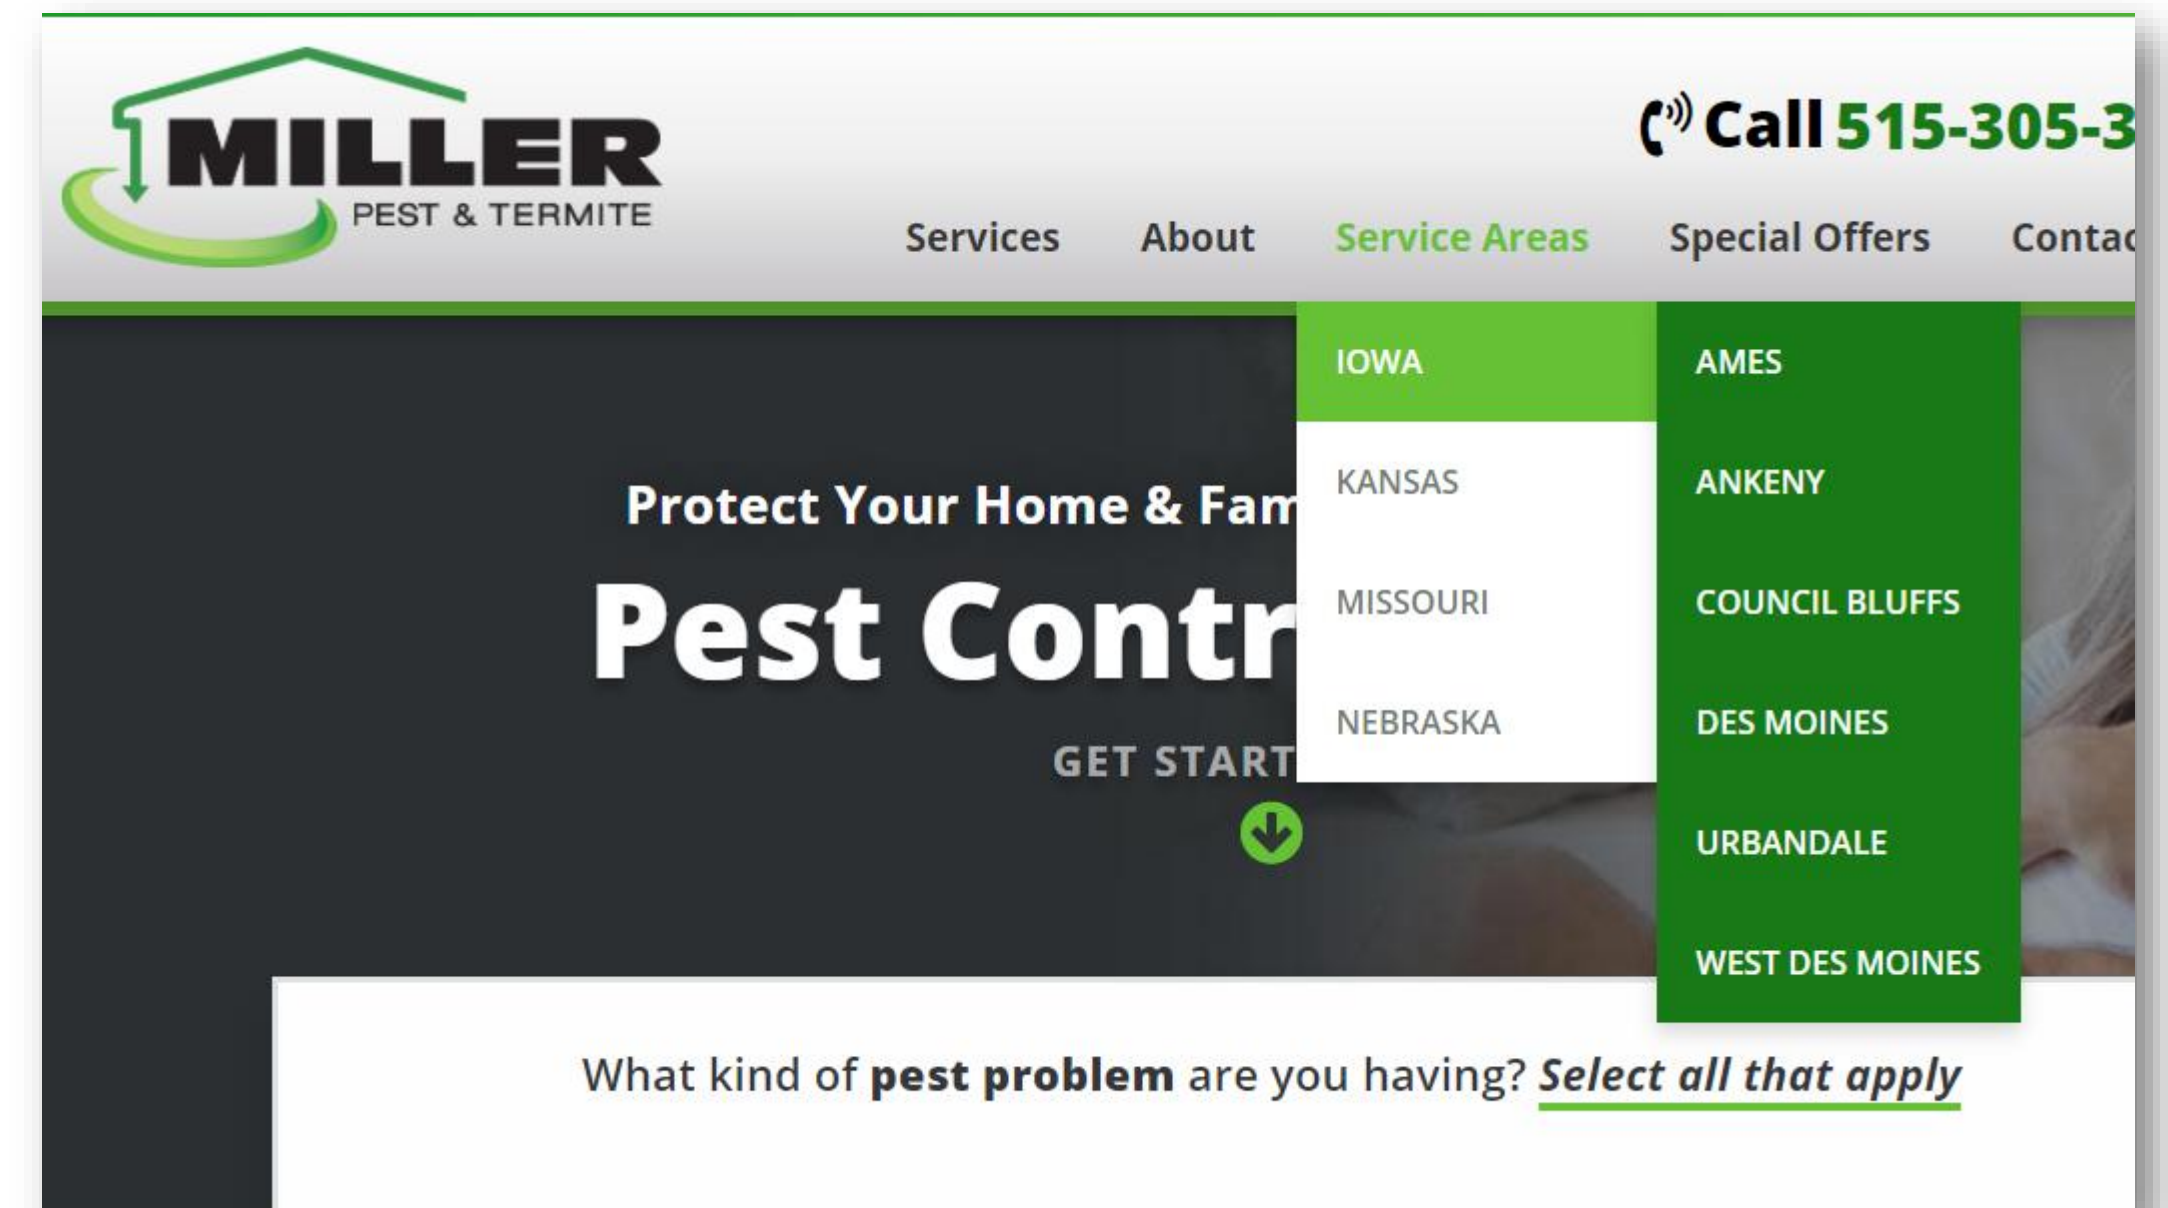 MILLER
PEST & TERMITE
Call 515-305-3
Services About Service Areas Special Offers Contac
IOWA
KANSAS
MISSOURI
NEBRASKA
AMES
ANKENY
COUNCIL BLUFFS
DES MOINES
URBANDALE
WEST DES MOINES
Protect Your Home & Fam
Pest Contr
GET START
What kind of pest problem are you having? Select all that apply